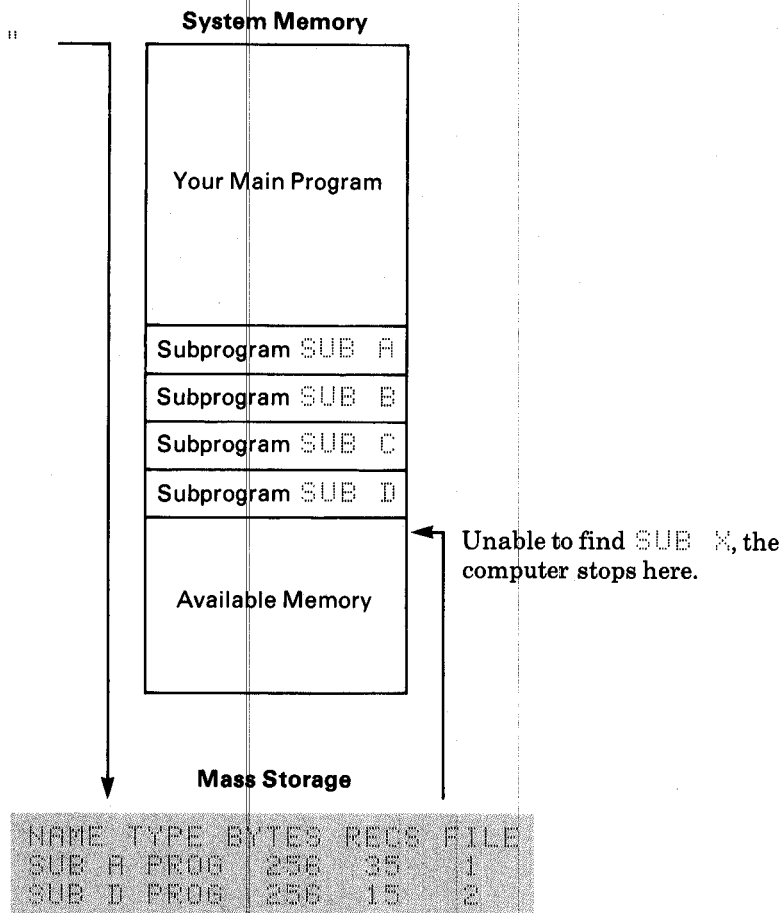 System Memory
"
Your Main Program
Subprogram SUB A
Subprogram SUB B
Subprogram SUB C
Subprogram SUB D
Unable to find SUB X, the
computer stops here.
Available Memory
Mass Storage
NAME TYPE BYTES RECS FILE
SUB A PROG 256 35 1
SUB D PROG 256 15 2